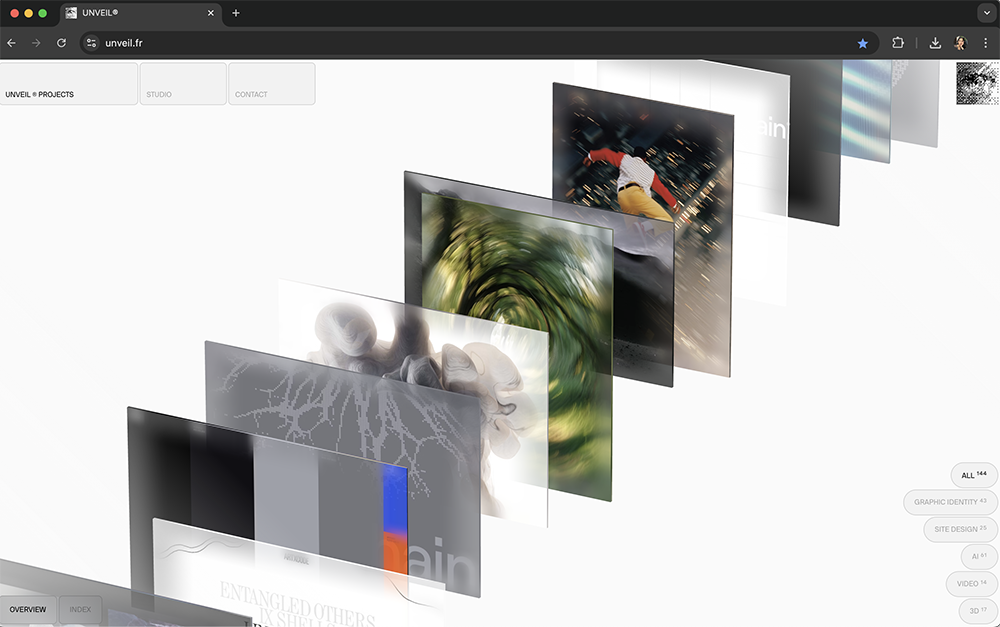 UNVEIL®
unveil.fr
UNVEIL ® PROJECTS
STUDIO
CONTACT
ain
ain
ENTANGLED OTHERS
IN SHELLS
ALL 144
GRAPHIC IDENTITY 43
SITE DESIGN 25
AI 61
VIDEO 14
3D 17
OVERVIEW
INDEX